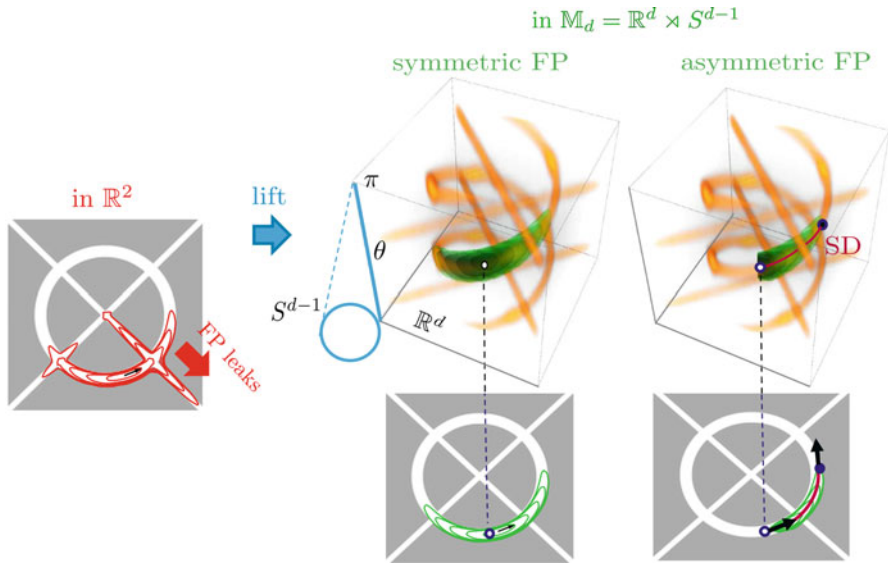 in 𝕄_d = ℝ^d ⋊ S^{d−1}
symmetric FP
asymmetric FP
in ℝ²
lift
π
θ
S^{d−1}
ℝ^d
SD
FP leaks